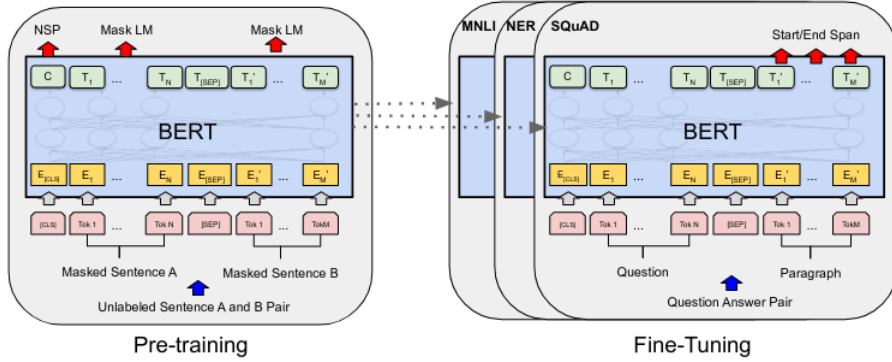 NSP Mask LM Mask LM
C T1 ... TN T[SEP] T1' ... TM'
BERT
E[CLS] E1 ... EN E[SEP] E1' ... EM'
[CLS] Tok 1 ... Tok N [SEP] Tok 1 ... TokM
Masked Sentence A Masked Sentence B
Unlabeled Sentence A and B Pair
Pre-training
MNLI NER SQuAD
Start/End Span
C T1 ... TN T[SEP] T1' ... TM'
BERT
E[CLS] E1 ... EN E[SEP] E1' ... EM'
[CLS] Tok 1 ... Tok N [SEP] Tok 1 ... TokM
Question Paragraph
Question Answer Pair
Fine-Tuning